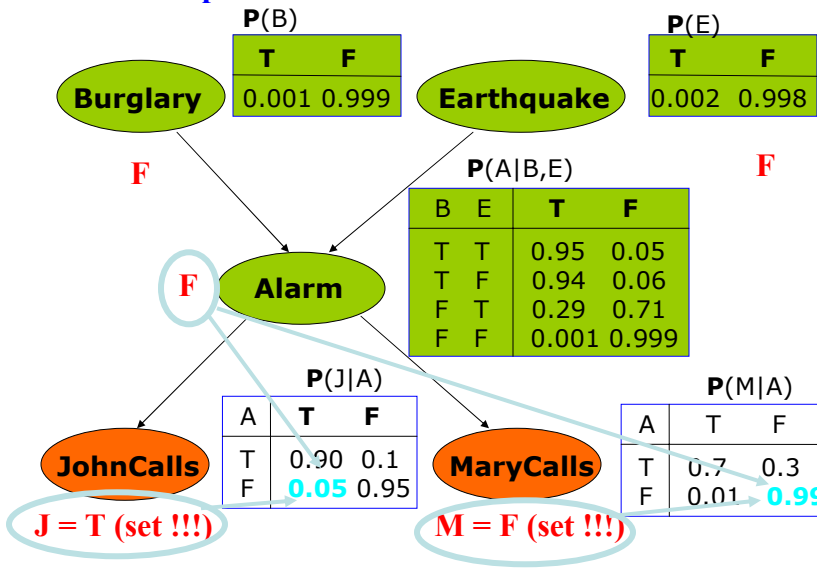 P(B)
T F
0.001 0.999
Burglary
P(E)
T F
0.002 0.998
Earthquake
F
F
P(A|B,E)
B E T F
T T 0.95 0.05
T F 0.94 0.06
F T 0.29 0.71
F F 0.001 0.999
F
Alarm
P(J|A)
A T F
T 0.90 0.1
F 0.05 0.95
JohnCalls
J = T (set !!!)
P(M|A)
A T F
T 0.7 0.3
F 0.01 0.99
MaryCalls
M = F (set !!!)